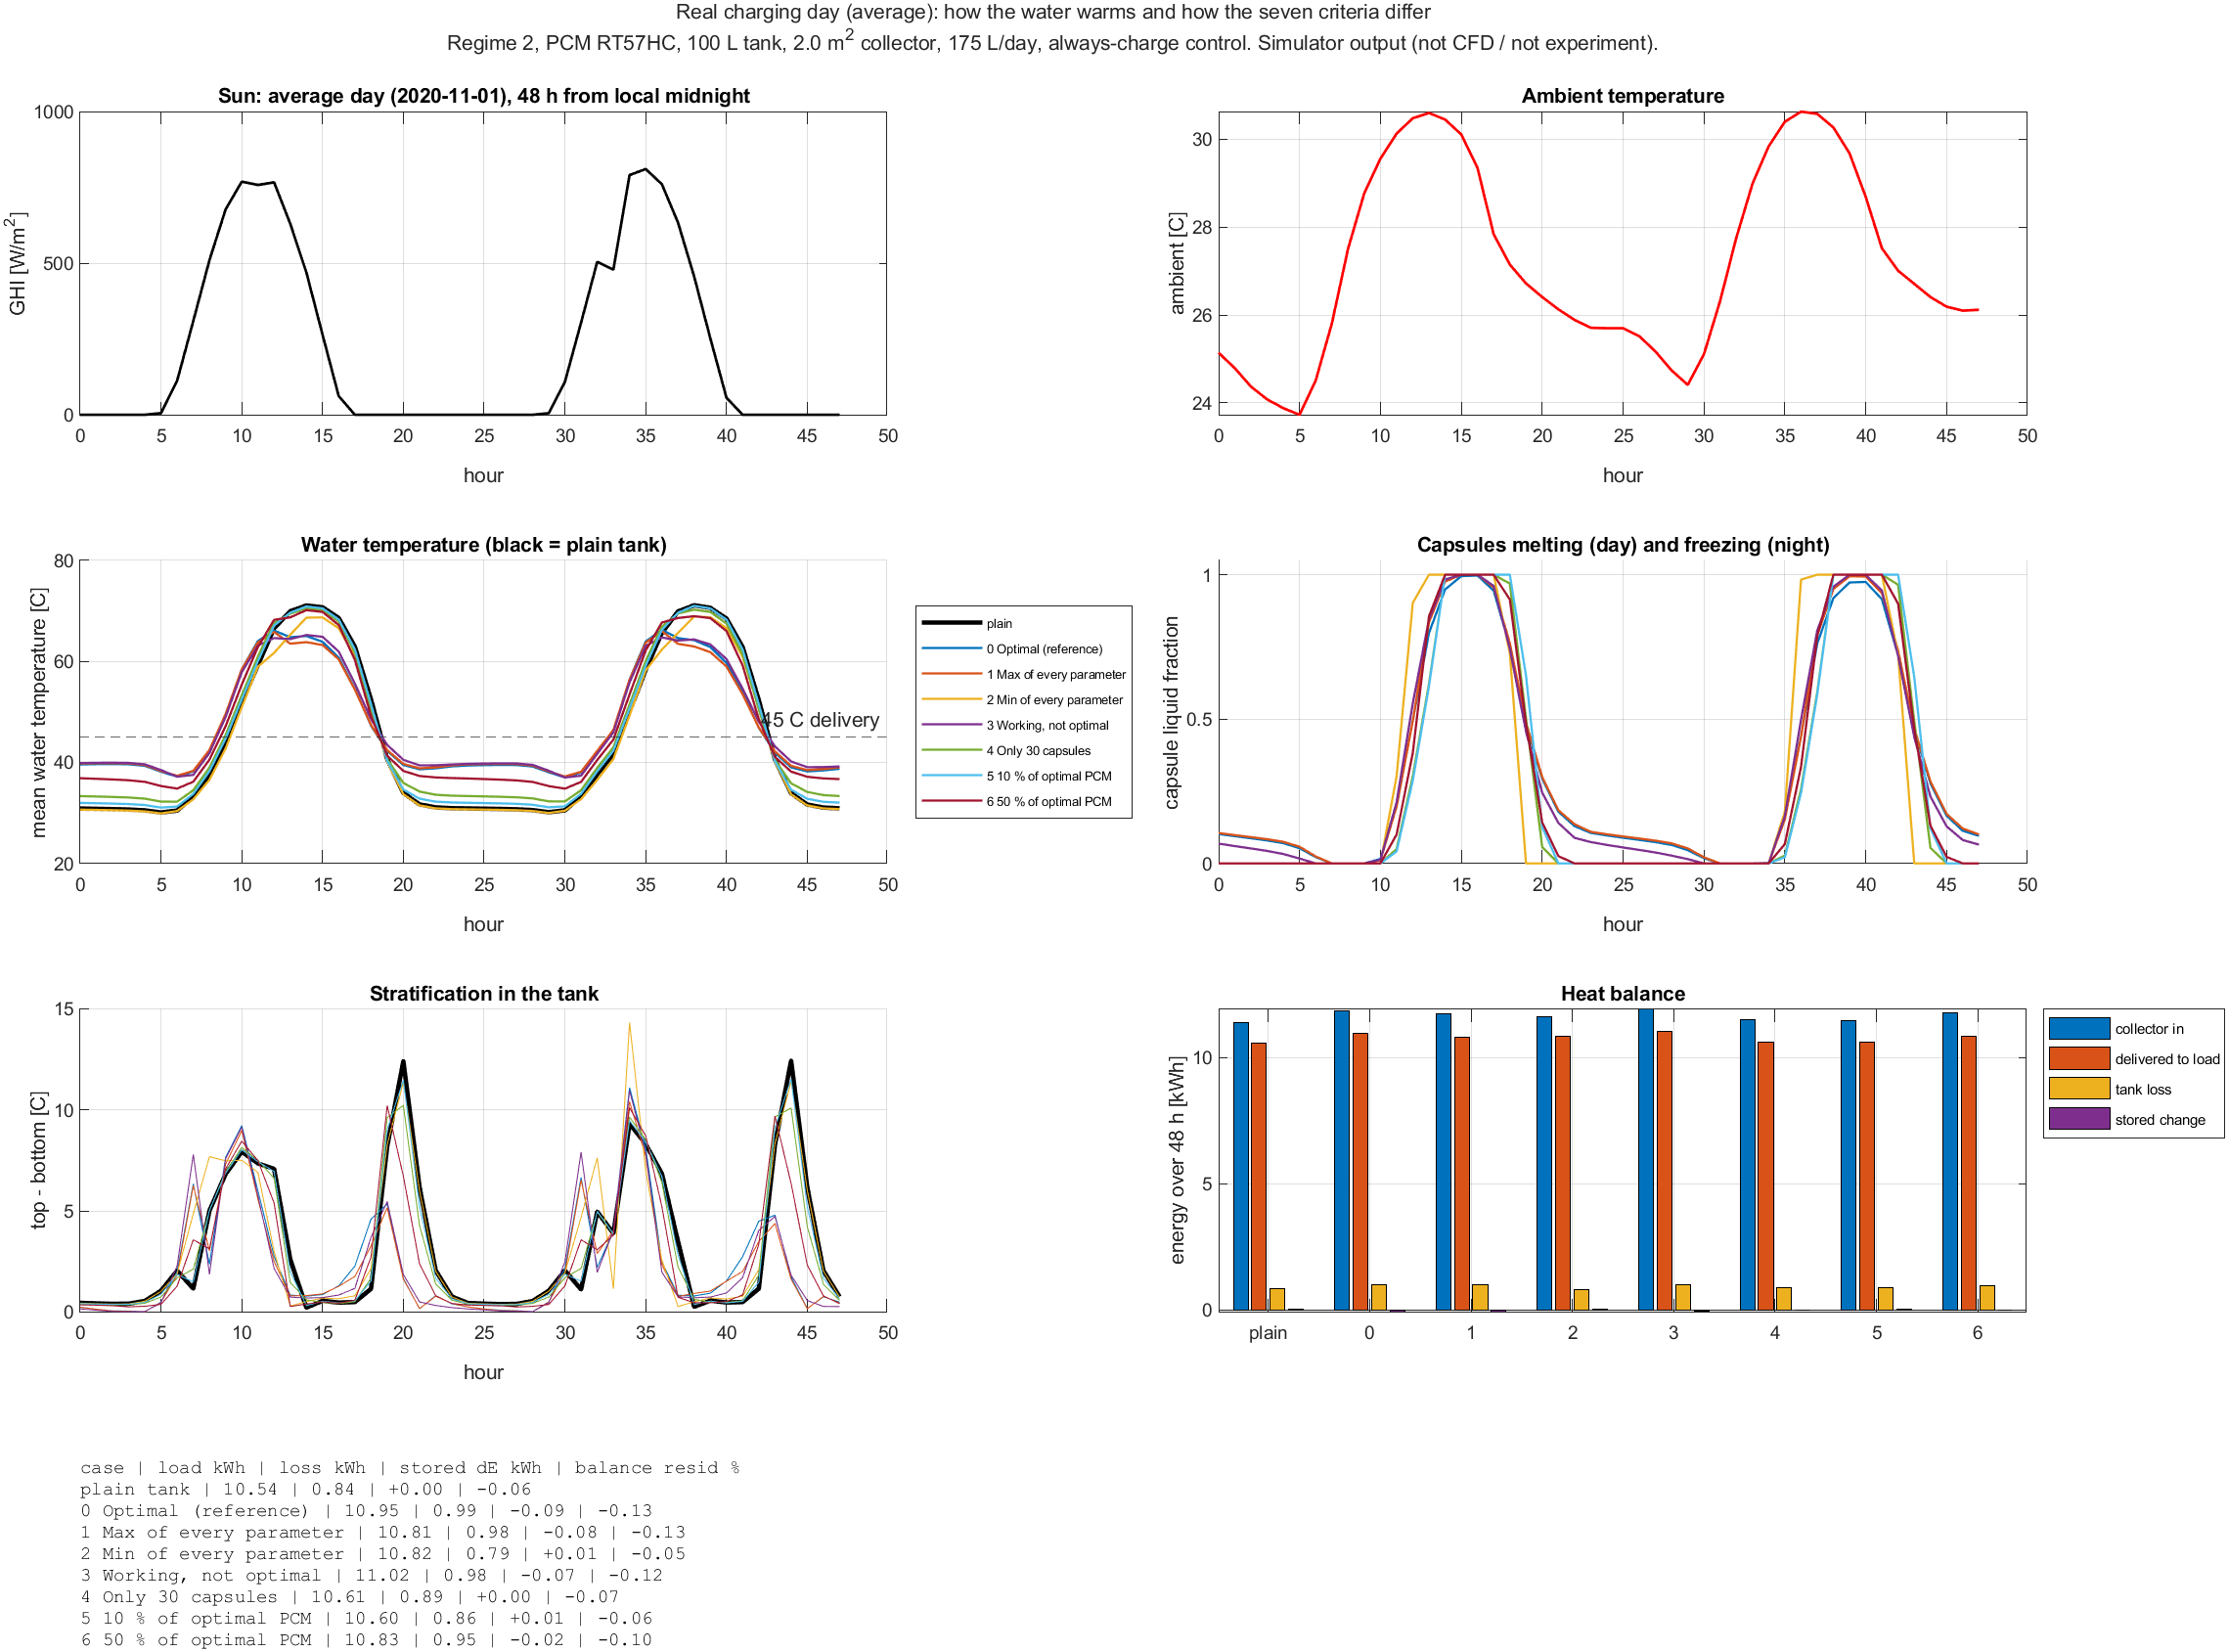 Real charging day (average): how the water warms and how the seven criteria differ
Regime 2, PCM RT57HC, 100 L tank, 2.0 m² collector, 175 L/day, always-charge control. Simulator output (not CFD / not experiment).
Sun: average day (2020-11-01), 48 h from local midnight
GHI [W/m²]
1000
500
0
0 5 10 15 20 25 30 35 40 45 50
hour
Ambient temperature
ambient [C]
30
28
26
24
0 5 10 15 20 25 30 35 40 45 50
hour
Water temperature (black = plain tank)
mean water temperature [C]
80
60
40
20
45 C delivery
0 5 10 15 20 25 30 35 40 45 50
hour
plain
0 Optimal (reference)
1 Max of every parameter
2 Min of every parameter
3 Working, not optimal
4 Only 30 capsules
5 10 % of optimal PCM
6 50 % of optimal PCM
Capsules melting (day) and freezing (night)
capsule liquid fraction
1
0.5
0
0 5 10 15 20 25 30 35 40 45 50
hour
Stratification in the tank
top - bottom [C]
15
10
5
0
0 5 10 15 20 25 30 35 40 45 50
hour
Heat balance
energy over 48 h [kWh]
10
5
0
plain 0 1 2 3 4 5 6
collector in
delivered to load
tank loss
stored change
case | load kWh | loss kWh | stored dE kWh | balance resid %
plain tank | 10.54 | 0.84 | +0.00 | -0.06
0 Optimal (reference) | 10.95 | 0.99 | -0.09 | -0.13
1 Max of every parameter | 10.81 | 0.98 | -0.08 | -0.13
2 Min of every parameter | 10.82 | 0.79 | +0.01 | -0.05
3 Working, not optimal | 11.02 | 0.98 | -0.07 | -0.12
4 Only 30 capsules | 10.61 | 0.89 | +0.00 | -0.07
5 10 % of optimal PCM | 10.60 | 0.86 | +0.01 | -0.06
6 50 % of optimal PCM | 10.83 | 0.95 | -0.02 | -0.10